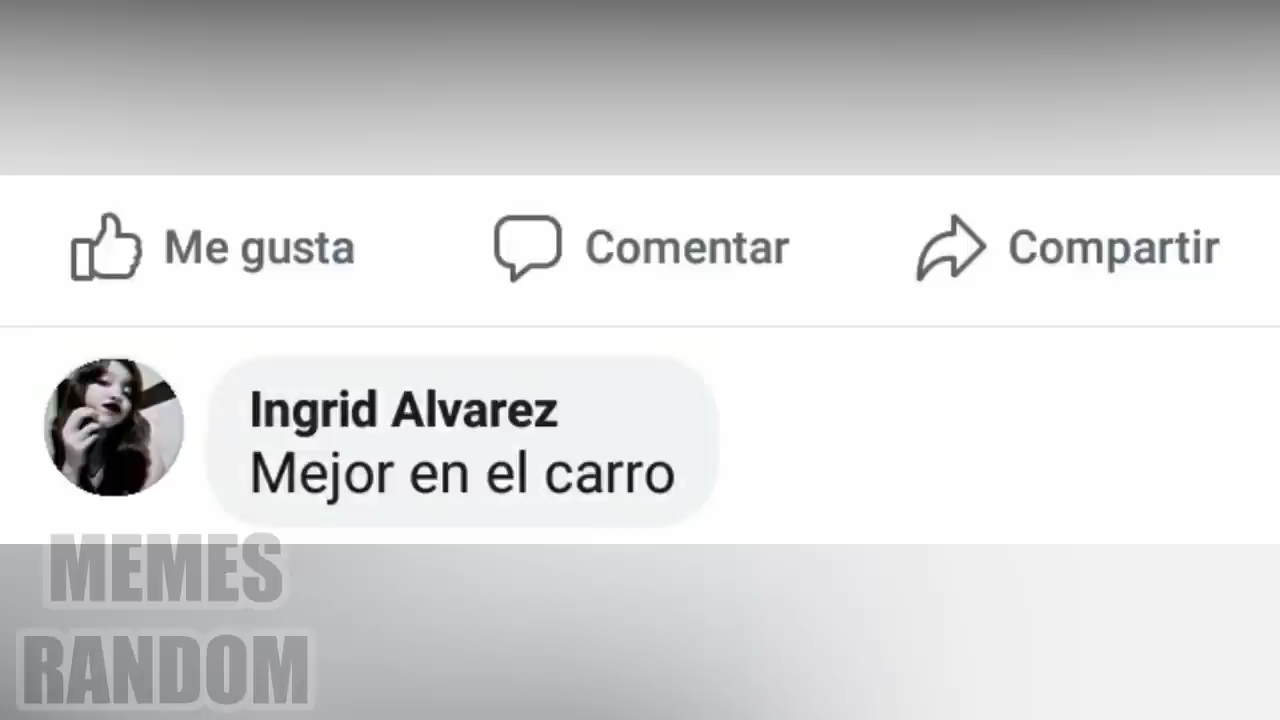 Me gusta
Comentar
Compartir
Ingrid Alvarez
Mejor en el carro
MEMES
RANDOM